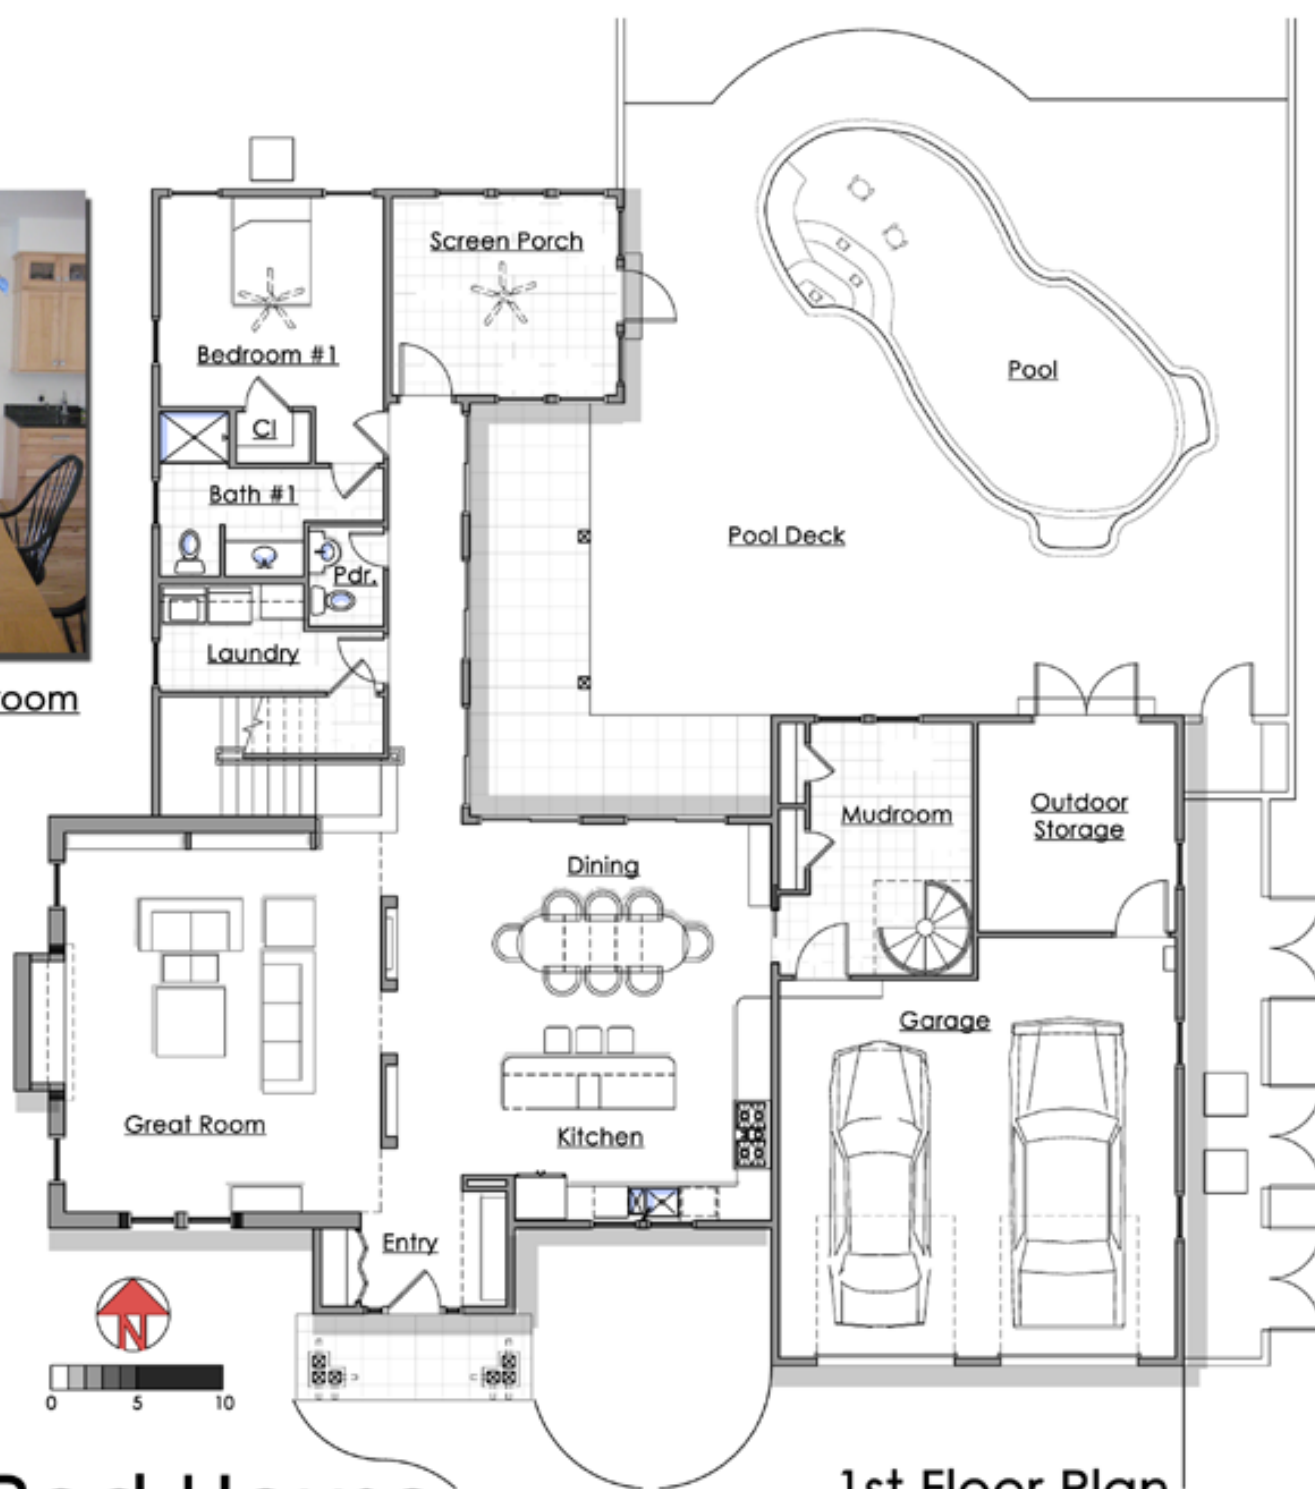 Screen Porch
Bedroom #1
Pool
Cl
Bath #1
Pool Deck
Pdr.
Laundry
Mudroom
Outdoor
Storage
Dining
Garage
Great Room
Kitchen
Entry
N
0 5 10
1st Floor Plan